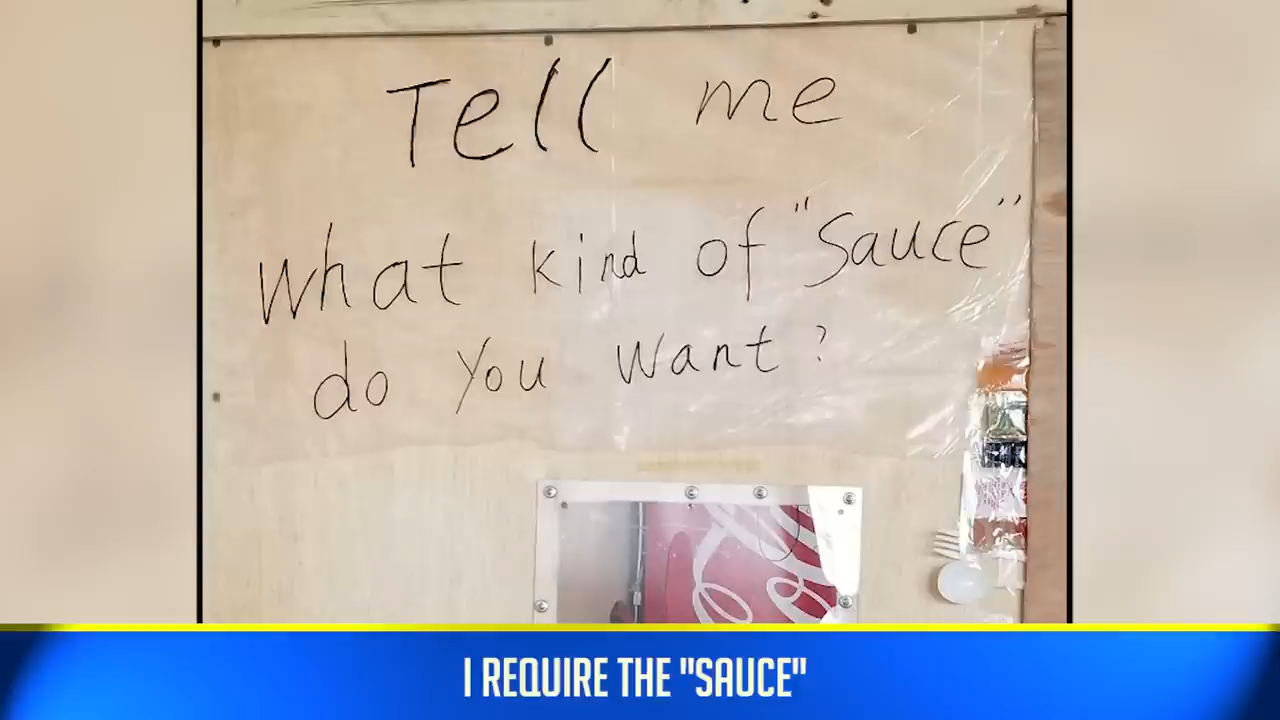 Tell me
What kind of "Sauce"
do You Want?
I REQUIRE THE "SAUCE"